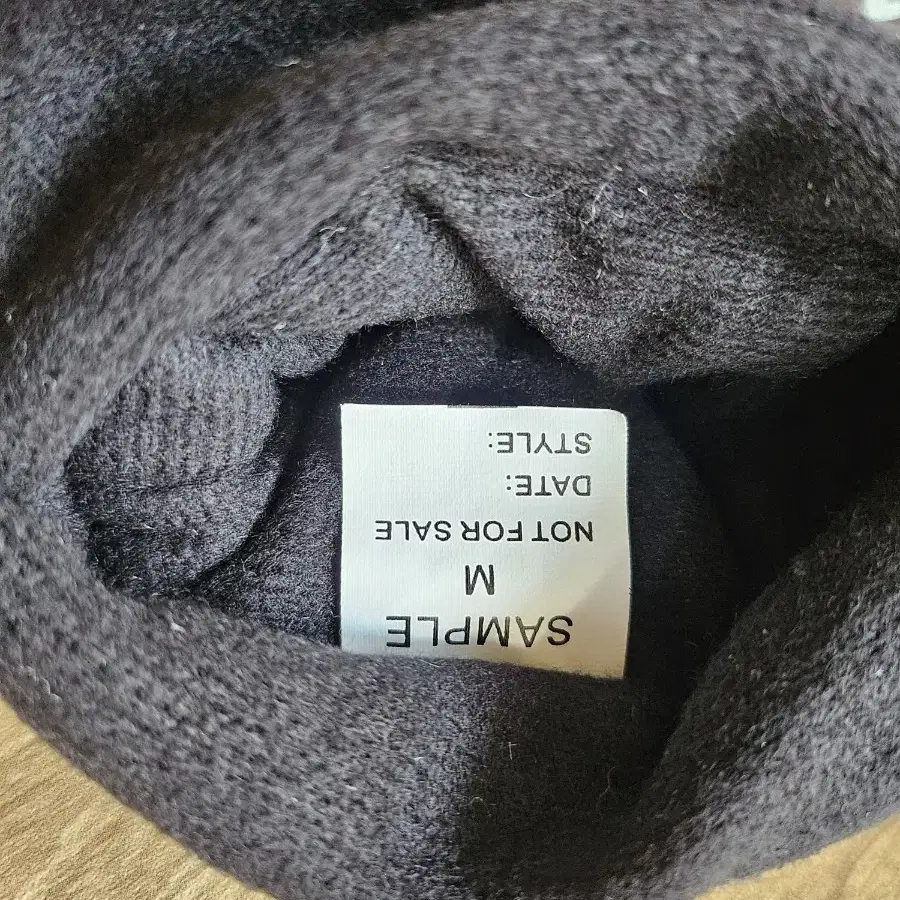 SAMPLE
M
NOT FOR SALE
DATE:
STYLE: